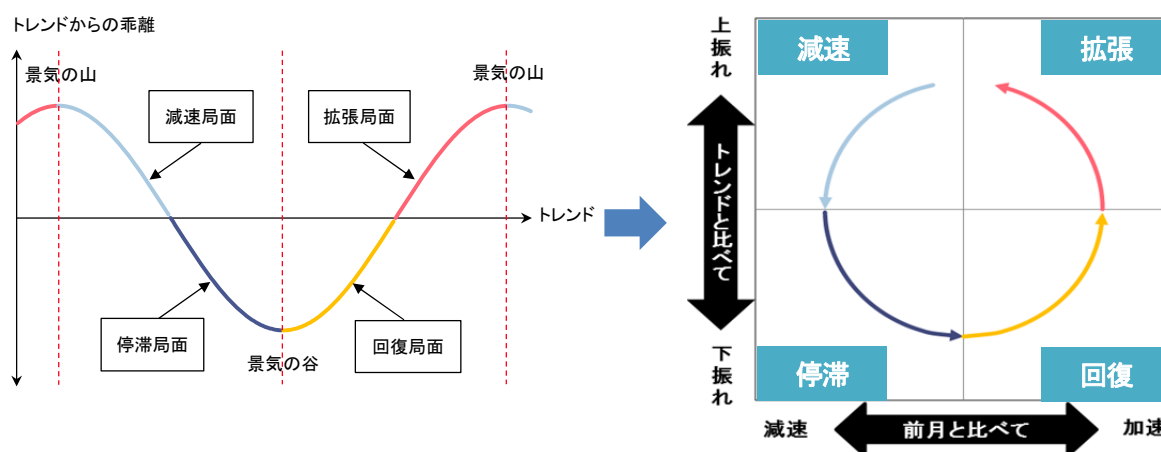 トレンドからの乖離
景気の山
景気の山
減速局面
拡張局面
トレンド
停滞局面
回復局面
景気の谷
上振れ
減速
拡張
トレンドと比べて
下振れ
停滞
回復
減速
前月と比べて
加速